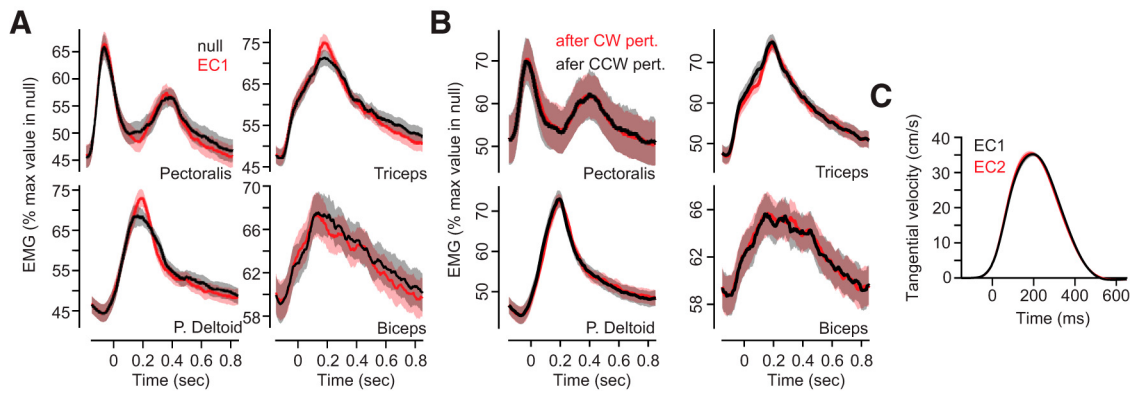 A
EMG (% max value in null)
65
60
55
50
45
null
EC1
Pectoralis
75
65
55
45
Triceps
75
65
55
45
P. Deltoid
70
66
62
58
Biceps
0 0.2 0.4 0.6 0.8
Time (sec)
0 0.2 0.4 0.6 0.8
Time (sec)
B
EMG (% max value in null)
70
60
50
after CW pert.
afer CCW pert.
Pectoralis
70
60
50
Triceps
70
60
50
P. Deltoid
66
62
58
Biceps
0 0.2 0.4 0.6 0.8
Time (sec)
0 0.2 0.4 0.6 0.8
Time (sec)
C
Tangential velocity (cm/s)
40
30
20
10
0
EC1
EC2
0 200 400 600
Time (ms)